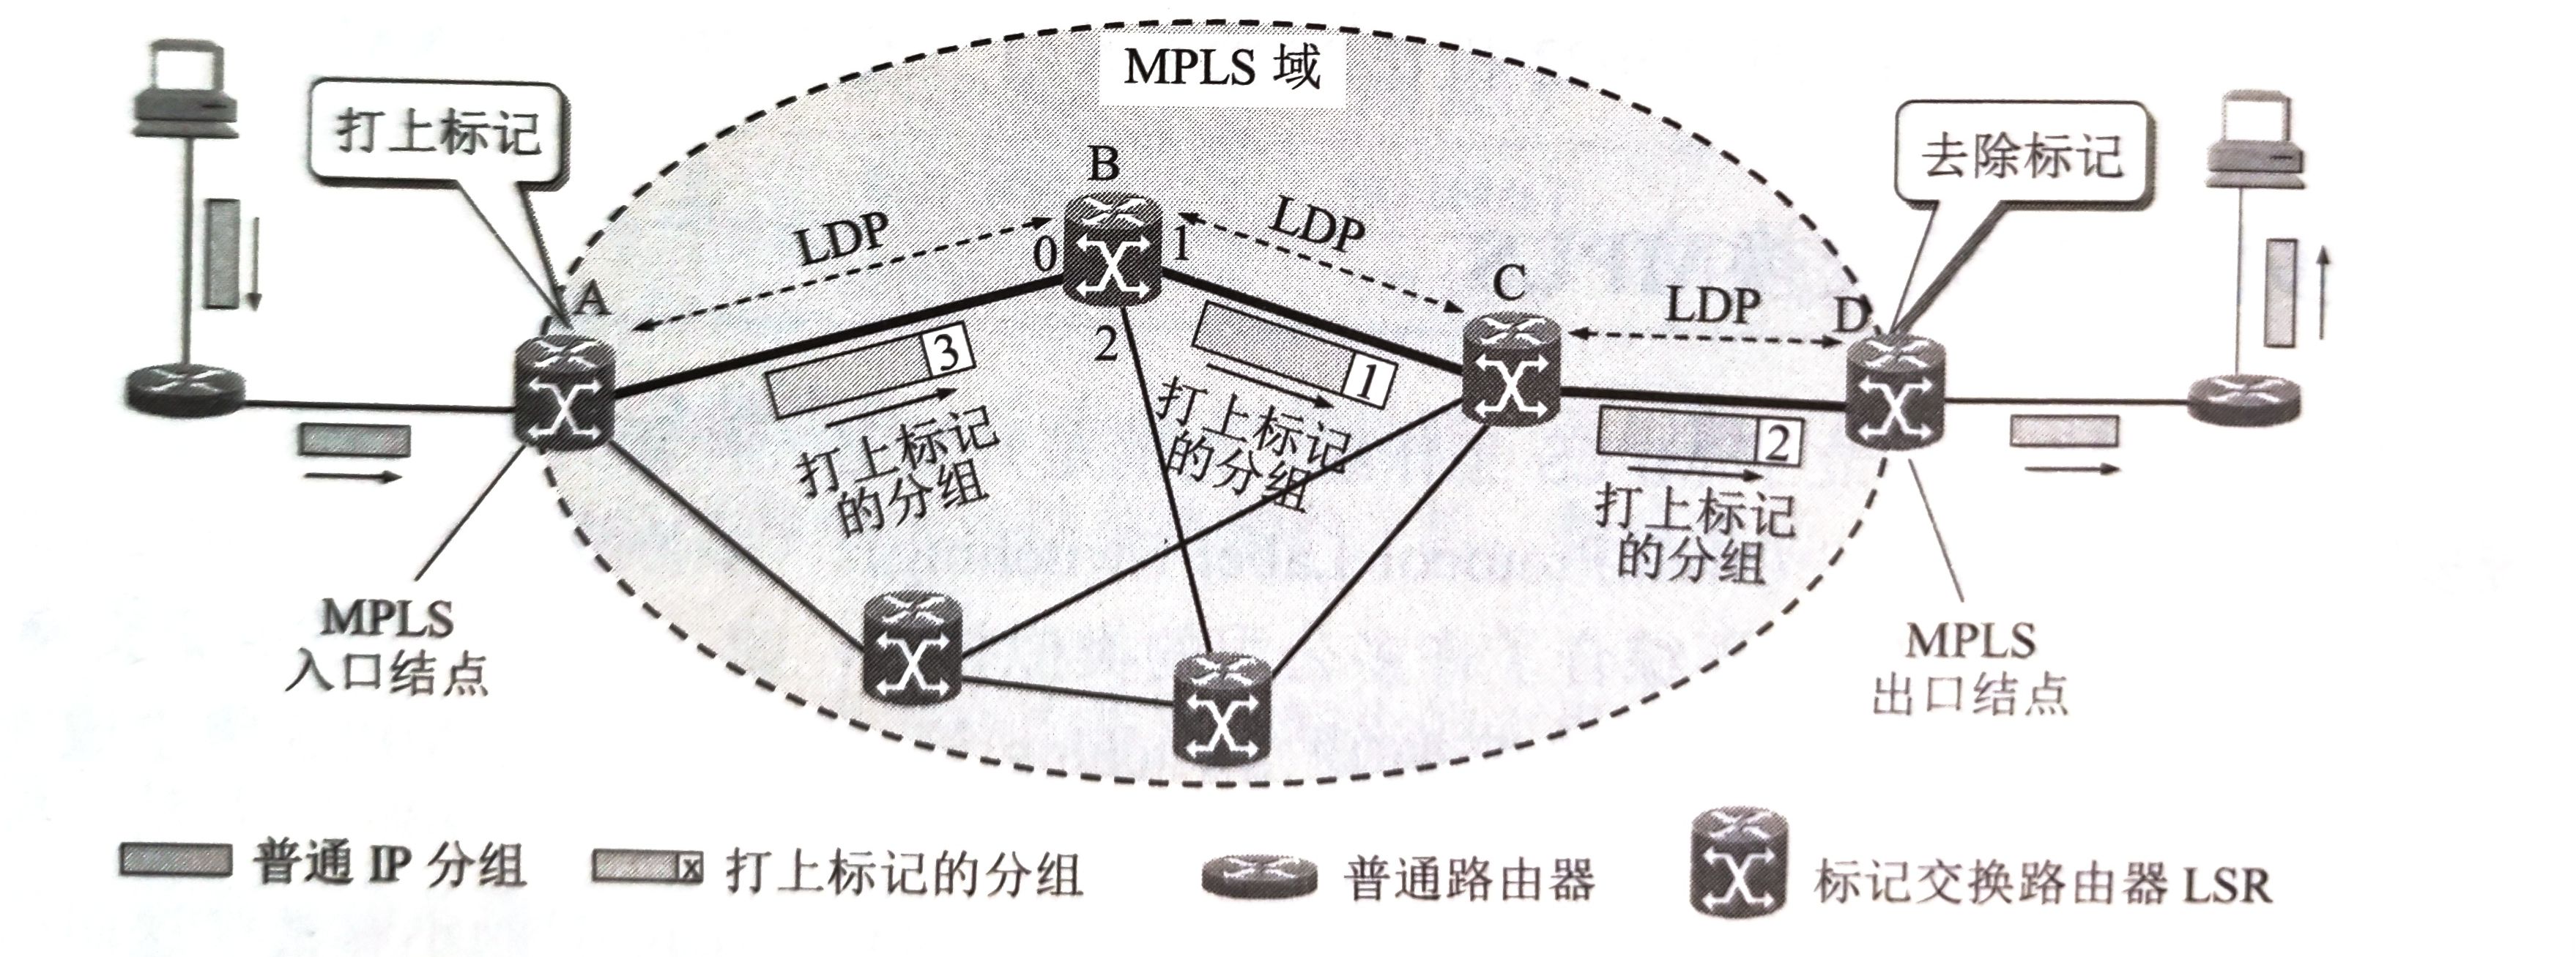 MPLS 域
打上标记
去除标记
B
LDP
LDP
0
1
2
A
C
LDP
D
3
打上标记
的分组
1
打上标记
的分组
2
打上标记
的分组
MPLS
入口结点
MPLS
出口结点
普通 IP 分组
x
打上标记的分组
普通路由器
标记交换路由器 LSR